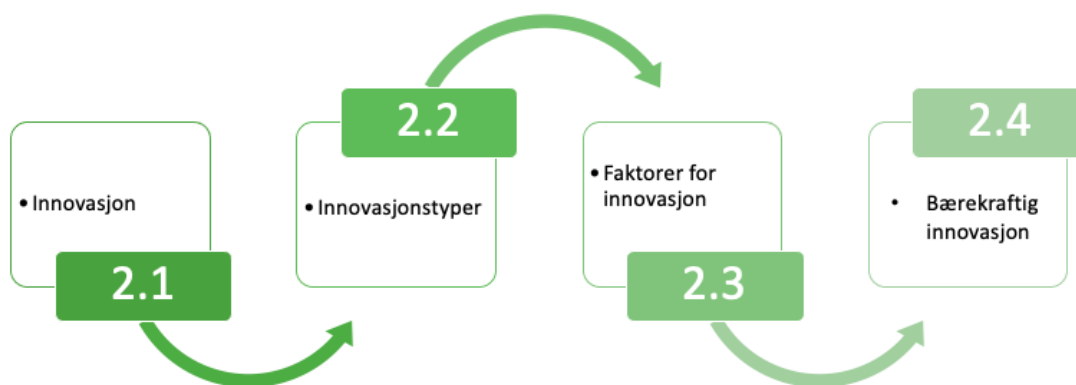 • Innovasjon
2.1
2.2
• Innovasjonstyper
• Faktorer for
innovasjon
2.3
2.4
• Bærekraftig
innovasjon